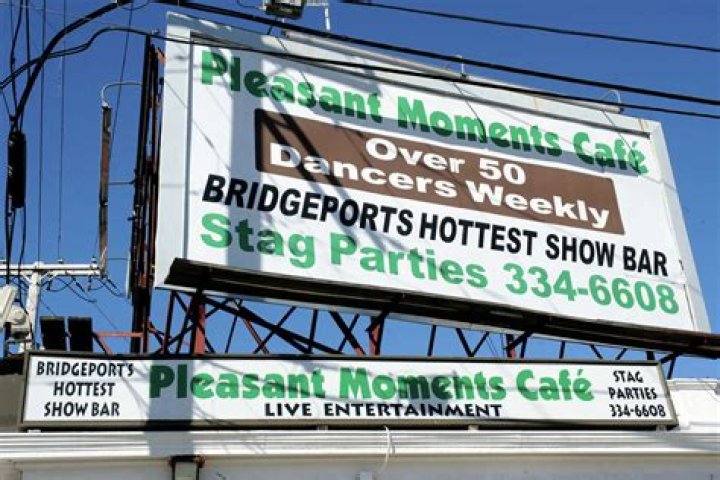 Pleasant Moments Café
Over 50
Dancers Weekly
BRIDGEPORTS HOTTEST SHOW BAR
Stag Parties 334-6608
BRIDGEPORT'S
HOTTEST
SHOW BAR
Pleasant Moments Café
LIVE ENTERTAINMENT
STAG
PARTIES
334-6608